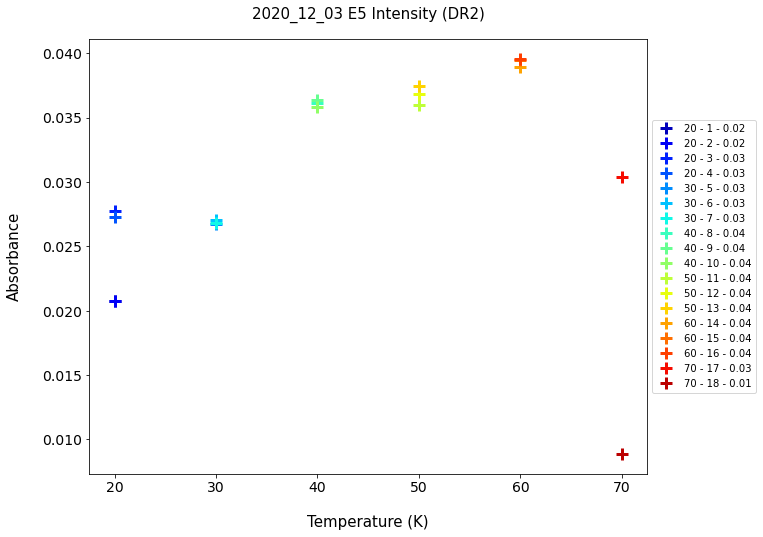 2020_12_03 E5 Intensity (DR2)
0.040
0.035
0.030
0.025
0.020
0.015
0.010
Absorbance
20
30
40
50
60
70
Temperature (K)
20 - 1 - 0.02
20 - 2 - 0.02
20 - 3 - 0.03
20 - 4 - 0.03
30 - 5 - 0.03
30 - 6 - 0.03
30 - 7 - 0.03
40 - 8 - 0.04
40 - 9 - 0.04
40 - 10 - 0.04
50 - 11 - 0.04
50 - 12 - 0.04
50 - 13 - 0.04
60 - 14 - 0.04
60 - 15 - 0.04
60 - 16 - 0.04
70 - 17 - 0.03
70 - 18 - 0.01